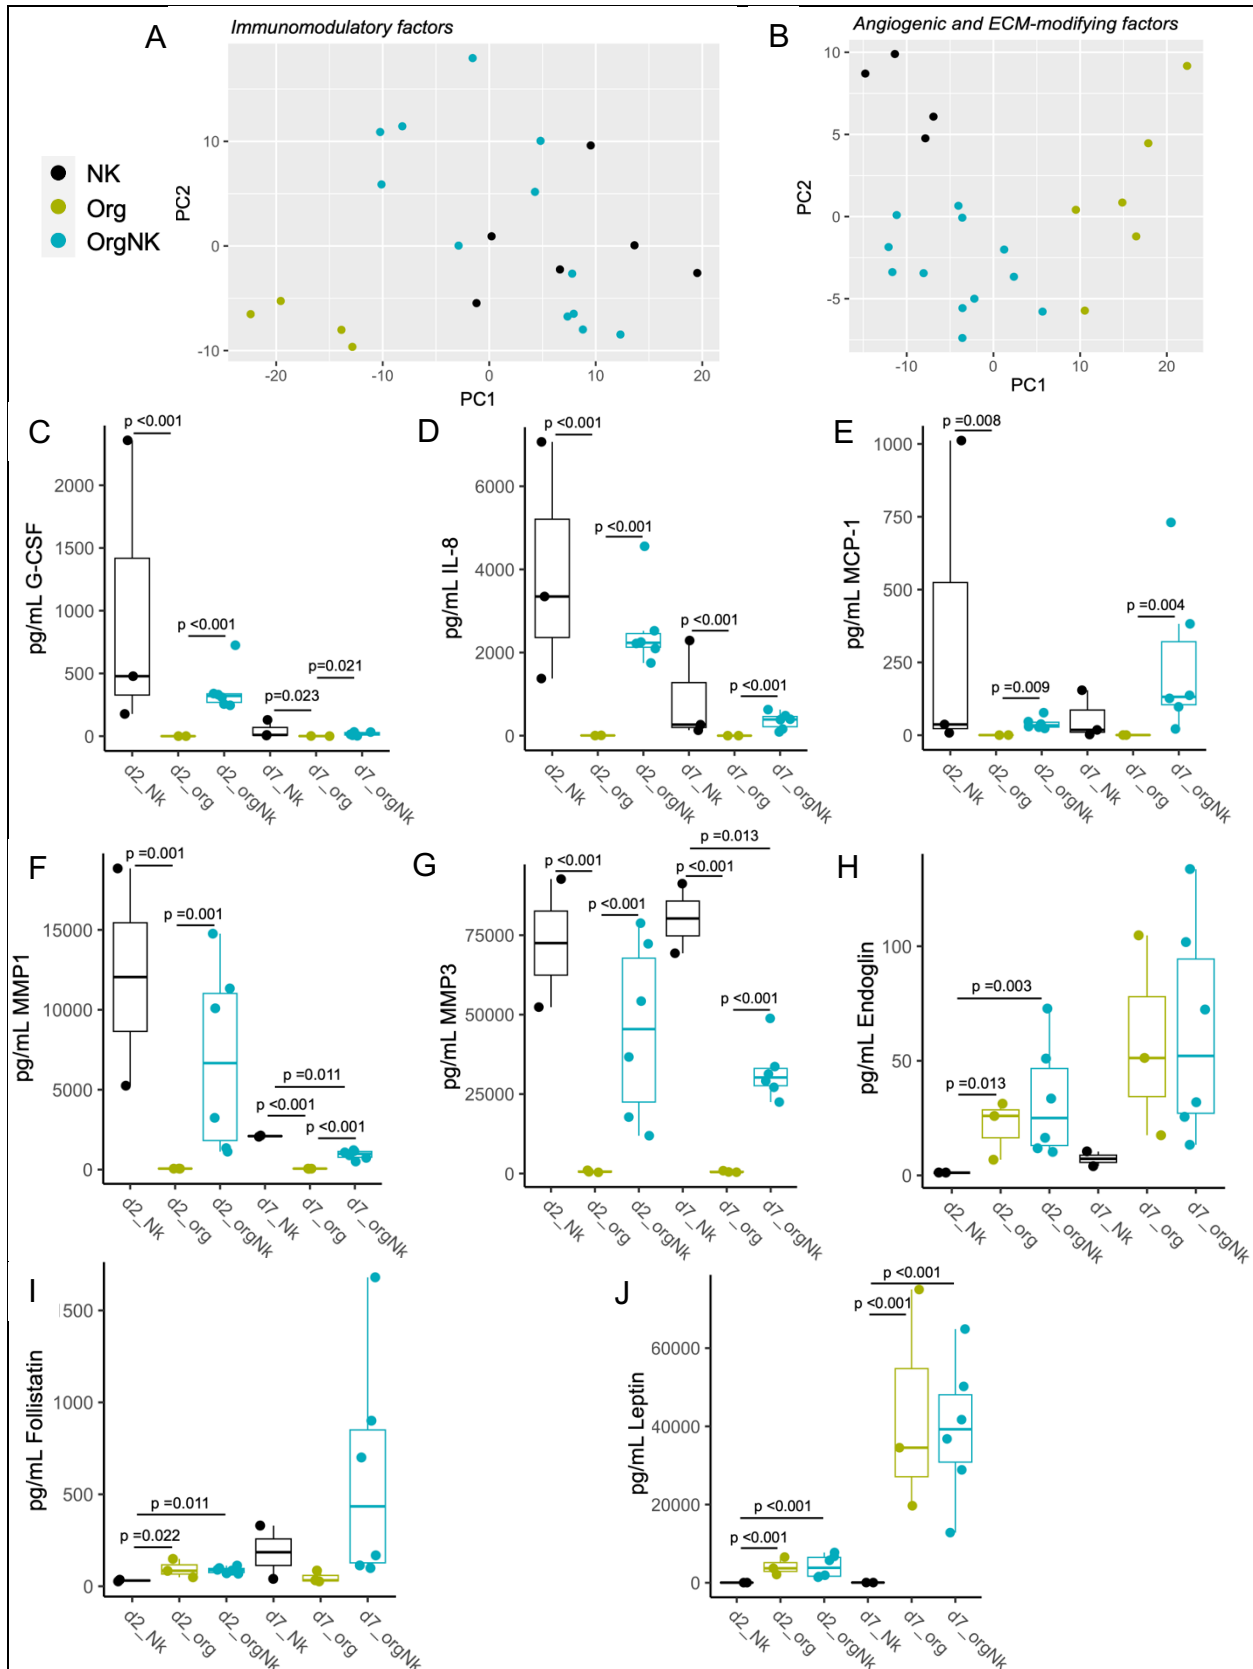 A
Immunomodulatory factors
B
Angiogenic and ECM-modifying factors
NK
Org
OrgNK
PC2
10
0
-10
-20
-10
0
10
20
PC1
PC2
10
5
0
-5
-10
0
10
20
PC1
C
p <0.001
p <0.001
p=0.021
p=0.023
pg/mL G-CSF
2000
1500
1000
500
0
d2_Nk
d2_org
d2_orgNk
d7_Nk
d7_org
d7_orgNk
D
p <0.001
p <0.001
p <0.001
p <0.001
pg/mL IL-8
6000
4000
2000
0
d2_Nk
d2_org
d2_orgNk
d7_Nk
d7_org
d7_orgNk
E
p =0.008
p =0.004
p =0.009
pg/mL MCP-1
1000
750
500
250
0
d2_Nk
d2_org
d2_orgNk
d7_Nk
d7_org
d7_orgNk
F
p =0.001
p =0.001
p =0.011
p <0.001
p <0.001
pg/mL MMP1
15000
10000
5000
0
d2_Nk
d2_org
d2_orgNk
d7_Nk
d7_org
d7_orgNk
G
p =0.013
p <0.001
p <0.001
p <0.001
p <0.001
pg/mL MMP3
75000
50000
25000
0
d2_Nk
d2_org
d2_orgNk
d7_Nk
d7_org
d7_orgNk
H
p =0.003
p =0.013
pg/mL Endoglin
100
50
0
d2_Nk
d2_org
d2_orgNk
d7_Nk
d7_org
d7_orgNk
I
p =0.011
p =0.022
pg/mL Follistatin
500
1000
500
0
d2_Nk
d2_org
d2_orgNk
d7_Nk
d7_org
d7_orgNk
J
p <0.001
p <0.001
p <0.001
p <0.001
pg/mL Leptin
60000
40000
20000
0
d2_Nk
d2_org
d2_orgNk
d7_Nk
d7_org
d7_orgNk